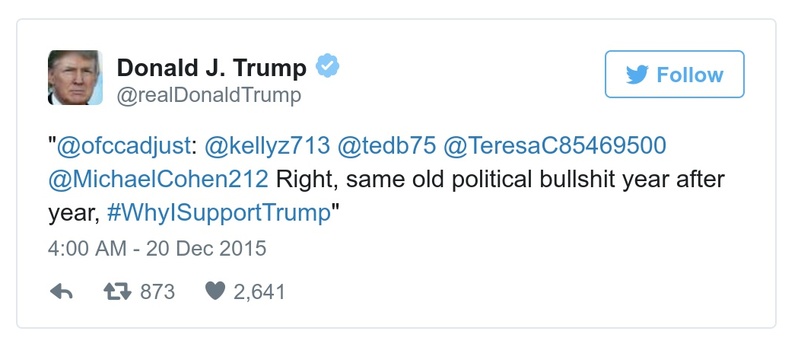 Donald J. Trump
@realDonaldTrump
Follow
"@ofccadjust: @kellyz713 @tedb75 @TeresaC85469500
@MichaelCohen212 Right, same old political bullshit year after
year, #WhyISupportTrump"
4:00 AM - 20 Dec 2015
873 2,641